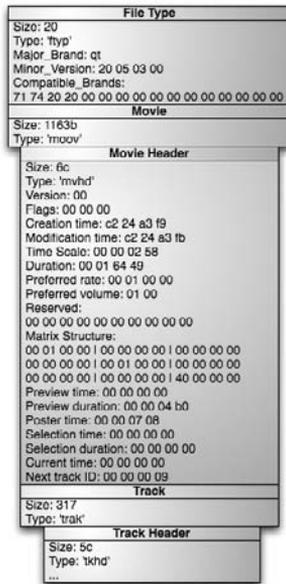 File Type
Size: 20
Type: 'ftyp'
Major_Brand: qt
Minor_Version: 20 05 03 00
Compatible_Brands:
71 74 20 20 00 00 00 00 00 00 00 00 00 00 00 00
Movie
Size: 1163b
Type: 'moov'
Movie Header
Size: 6c
Type: 'mvhd'
Version: 00
Flags: 00 00 00
Creation time: c2 24 a3 f9
Modification time: c2 24 a3 fb
Time Scale: 00 00 02 58
Duration: 00 01 64 49
Preferred rate: 00 01 00 00
Preferred volume: 01 00
Reserved:
00 00 00 00 00 00 00 00 00 00
Matrix Structure:
00 01 00 00 | 00 00 00 00 | 00 00 00 00
00 00 00 00 | 00 01 00 00 | 00 00 00 00
00 00 00 00 | 00 00 00 00 | 40 00 00 00
Preview time: 00 00 00 00
Preview duration: 00 00 04 b0
Poster time: 00 00 07 08
Selection time: 00 00 00 00
Selection duration: 00 00 00 00
Current time: 00 00 00 00
Next track ID: 00 00 00 09
Track
Size: 317
Type: 'trak'
Track Header
Size: 5c
Type: 'tkhd'
...